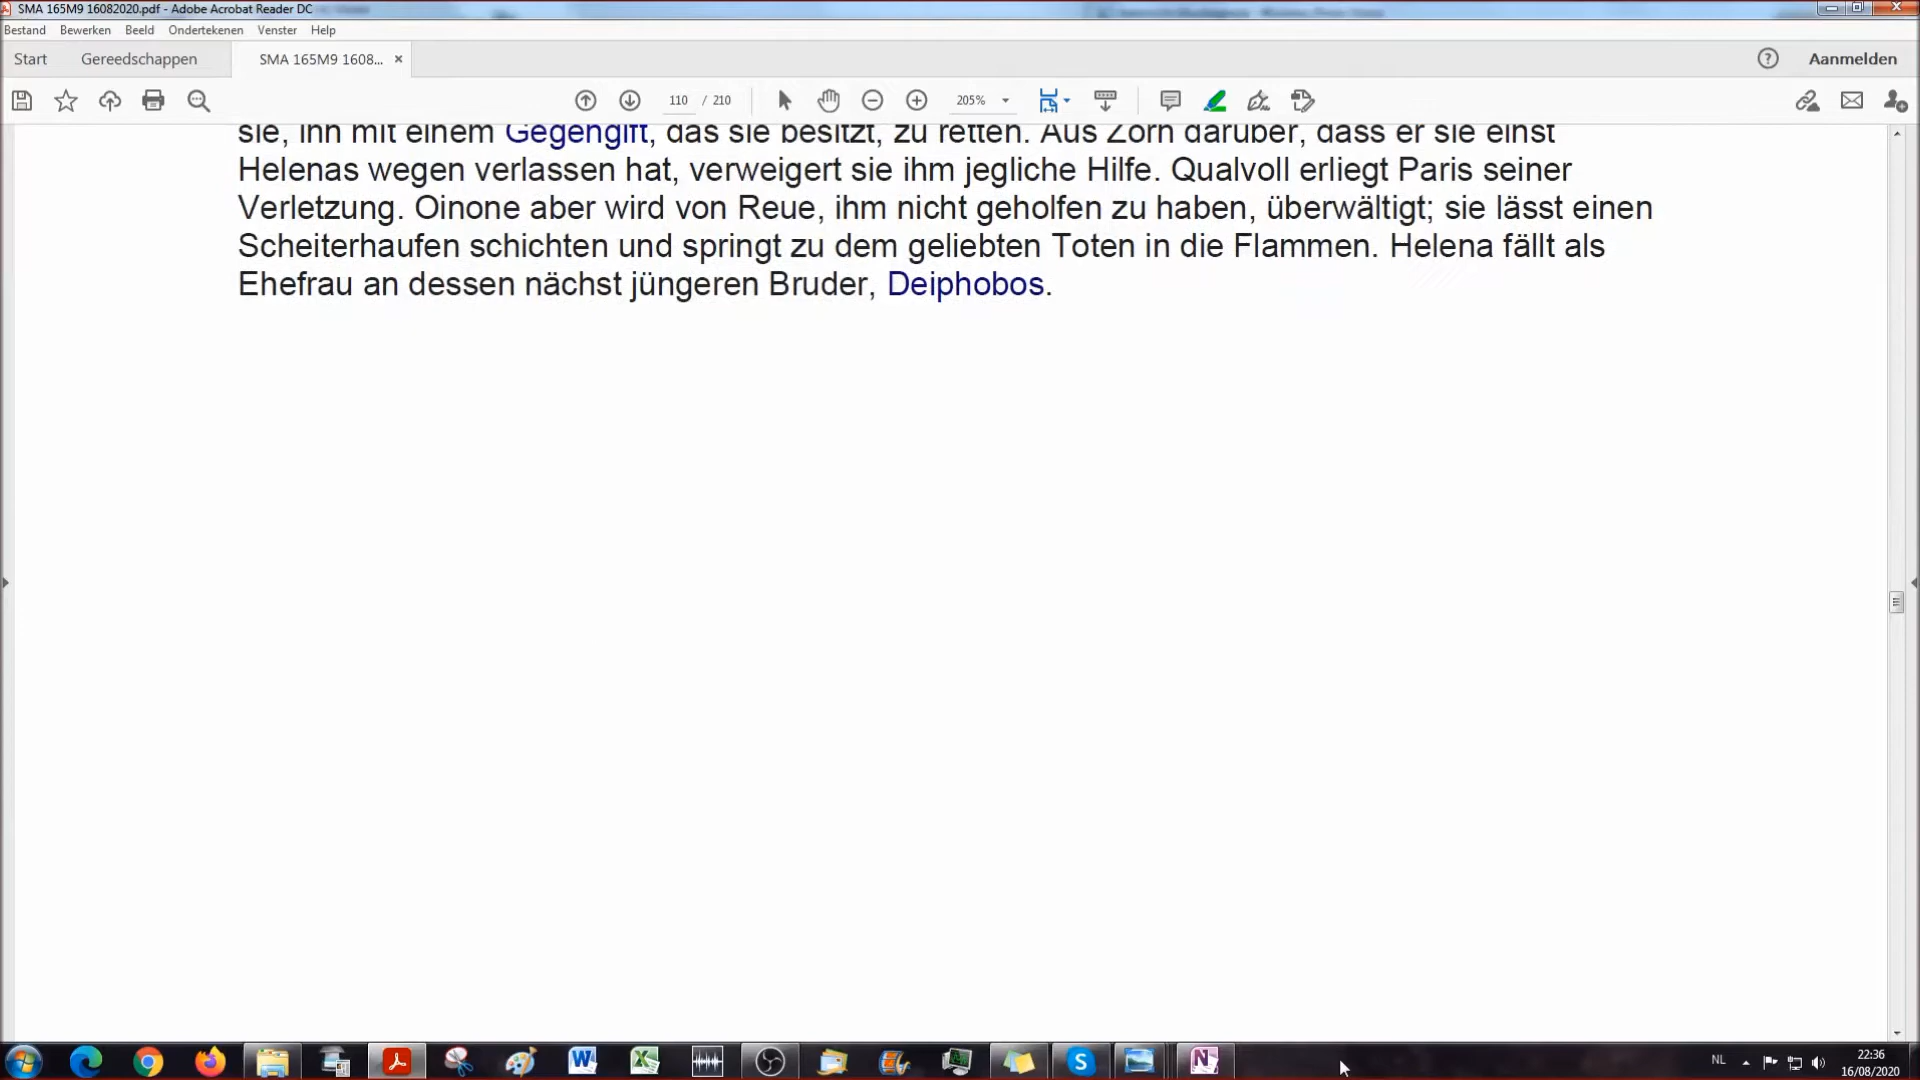 SMA 165M9 16082020.pdf - Adobe Acrobat Reader DC
Bestand Bewerken Beeld Ondertekenen Venster Help
Start Gereedschappen SMA 165M9 1608... × Aanmelden
110 / 210 205%
sie, ihn mit einem Gegengift, das sie besitzt, zu retten. Aus Zorn darüber, dass er sie einst
Helenas wegen verlassen hat, verweigert sie ihm jegliche Hilfe. Qualvoll erliegt Paris seiner
Verletzung. Oinone aber wird von Reue, ihm nicht geholfen zu haben, überwältigt; sie lässt einen
Scheiterhaufen schichten und springt zu dem geliebten Toten in die Flammen. Helena fällt als
Ehefrau an dessen nächst jüngeren Bruder, Deiphobos.
NL 22:36
16/08/2020